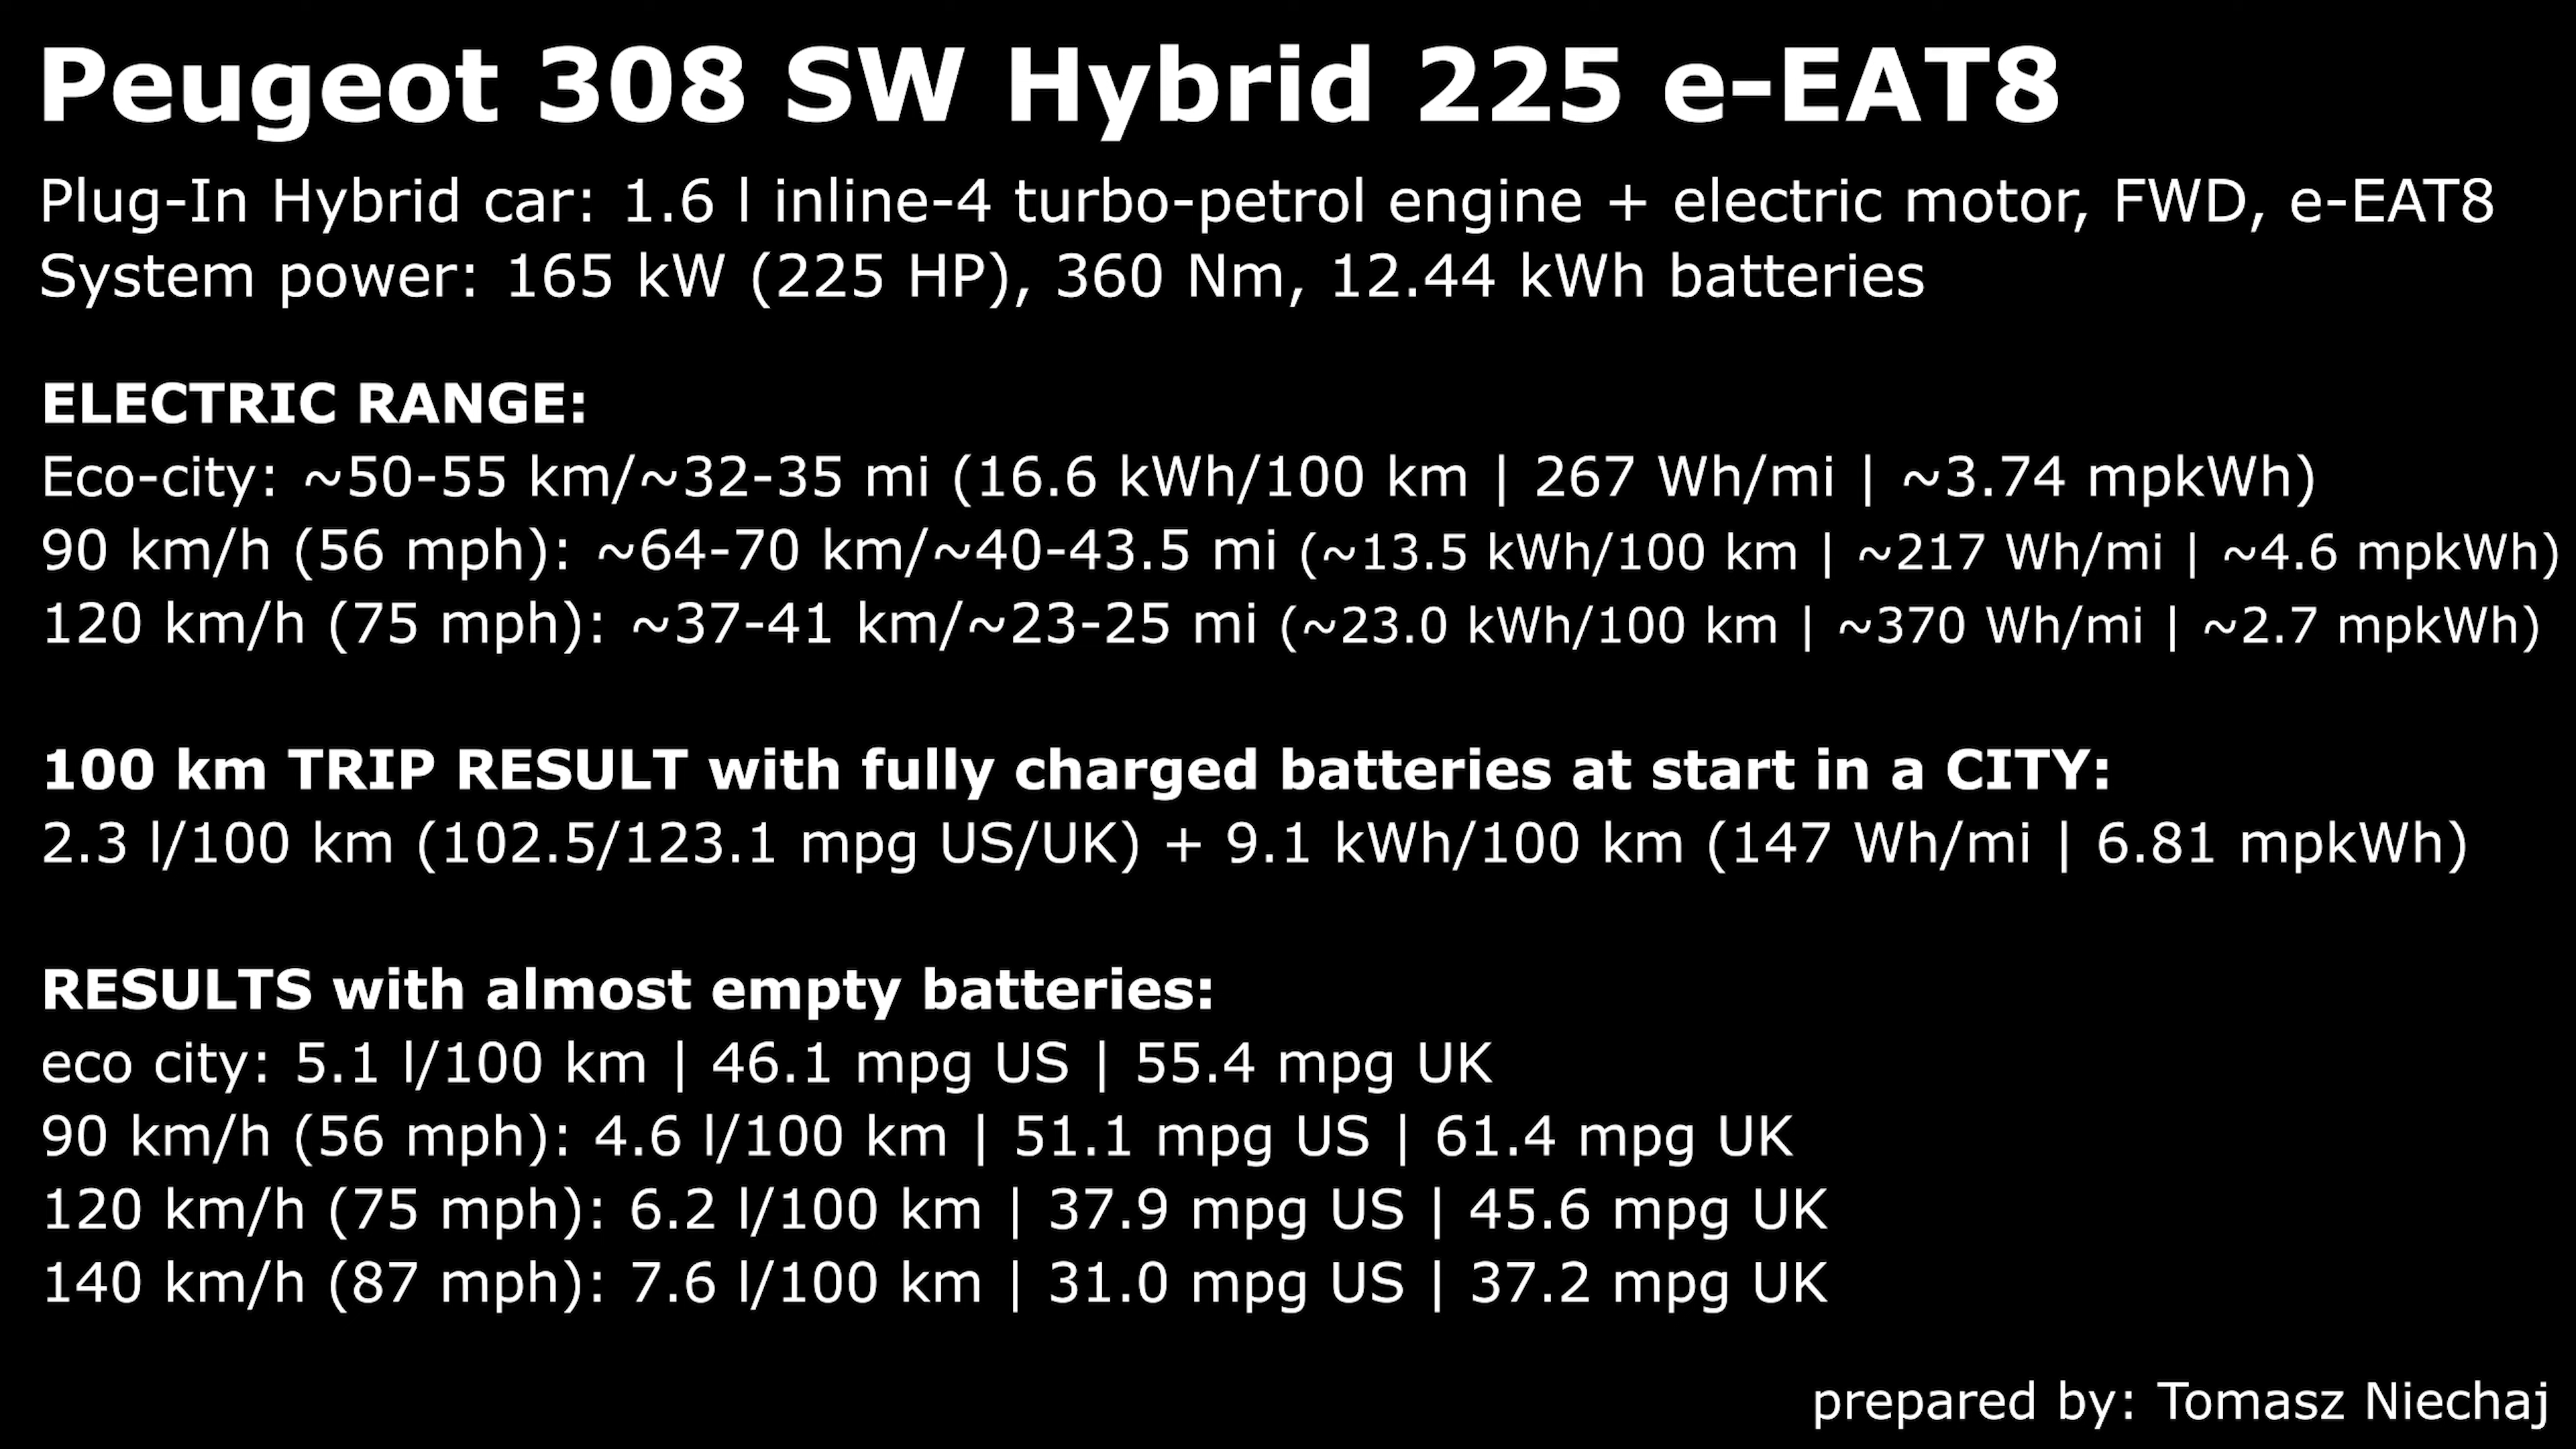 Peugeot 308 SW Hybrid 225 e-EAT8
Plug-In Hybrid car: 1.6 l inline-4 turbo-petrol engine + electric motor, FWD, e-EAT8
System power: 165 kW (225 HP), 360 Nm, 12.44 kWh batteries
ELECTRIC RANGE:
Eco-city: ~50-55 km/~32-35 mi (16.6 kWh/100 km | 267 Wh/mi | ~3.74 mpkWh)
90 km/h (56 mph): ~64-70 km/~40-43.5 mi (~13.5 kWh/100 km | ~217 Wh/mi | ~4.6 mpkWh)
120 km/h (75 mph): ~37-41 km/~23-25 mi (~23.0 kWh/100 km | ~370 Wh/mi | ~2.7 mpkWh)
100 km TRIP RESULT with fully charged batteries at start in a CITY:
2.3 l/100 km (102.5/123.1 mpg US/UK) + 9.1 kWh/100 km (147 Wh/mi | 6.81 mpkWh)
RESULTS with almost empty batteries:
eco city: 5.1 l/100 km | 46.1 mpg US | 55.4 mpg UK
90 km/h (56 mph): 4.6 l/100 km | 51.1 mpg US | 61.4 mpg UK
120 km/h (75 mph): 6.2 l/100 km | 37.9 mpg US | 45.6 mpg UK
140 km/h (87 mph): 7.6 l/100 km | 31.0 mpg US | 37.2 mpg UK
prepared by: Tomasz Niechaj